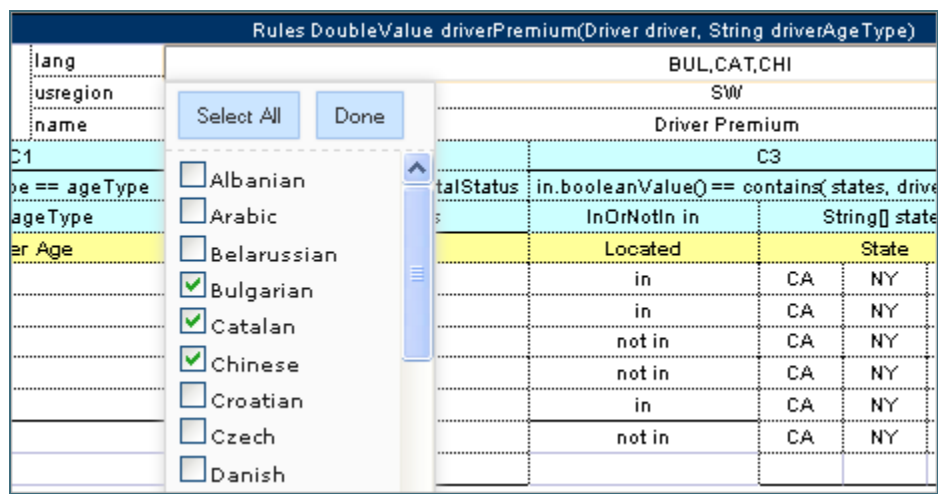 Rules DoubleValue driverPremium(Driver driver, String driverAgeType)
lang BUL,CAT,CHI
usregion SW
name Driver Premium
Select All Done
C1 C3
pe == ageType talStatus in.booleanValue() == contains( states, drive
ageType s InOrNotIn in String[] state
er Age Located State
Albanian
Arabic
Belarussian
Bulgarian
Catalan
Chinese
Croatian
Czech
Danish
in CA NY
in CA NY
not in CA NY
not in CA NY
in CA NY
not in CA NY